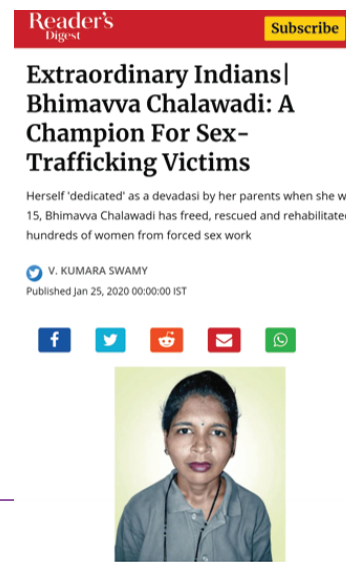 Reader's
Digest
Subscribe
Extraordinary Indians|
Bhimavva Chalawadi: A
Champion For Sex-
Trafficking Victims
Herself 'dedicated' as a devadasi by her parents when she w
15, Bhimavva Chalawadi has freed, rescued and rehabilitate
hundreds of women from forced sex work
V. KUMARA SWAMY
Published Jan 25, 2020 00:00:00 IST